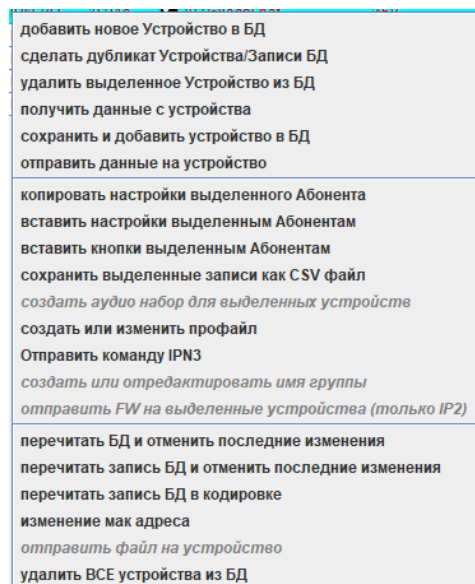 добавить новое Устройство в БД
сделать дубликат Устройства/Записи БД
удалить выделенное Устройство из БД
получить данные с устройства
сохранить и добавить устройство в БД
отправить данные на устройство
копировать настройки выделенного Абонента
вставить настройки выделенным Абонентам
вставить кнопки выделенным Абонентам
сохранить выделенные записи как CSV файл
создать аудио набор для выделенных устройств
создать или изменить профайл
Отправить команду IPN3
создать или отредактировать имя группы
отправить FW на выделенные устройства (только IP2)
перечитать БД и отменить последние изменения
перечитать запись БД и отменить последние изменения
перечитать запись БД в кодировке
изменение мак адреса
отправить файл на устройство
удалить ВСЕ устройства из БД